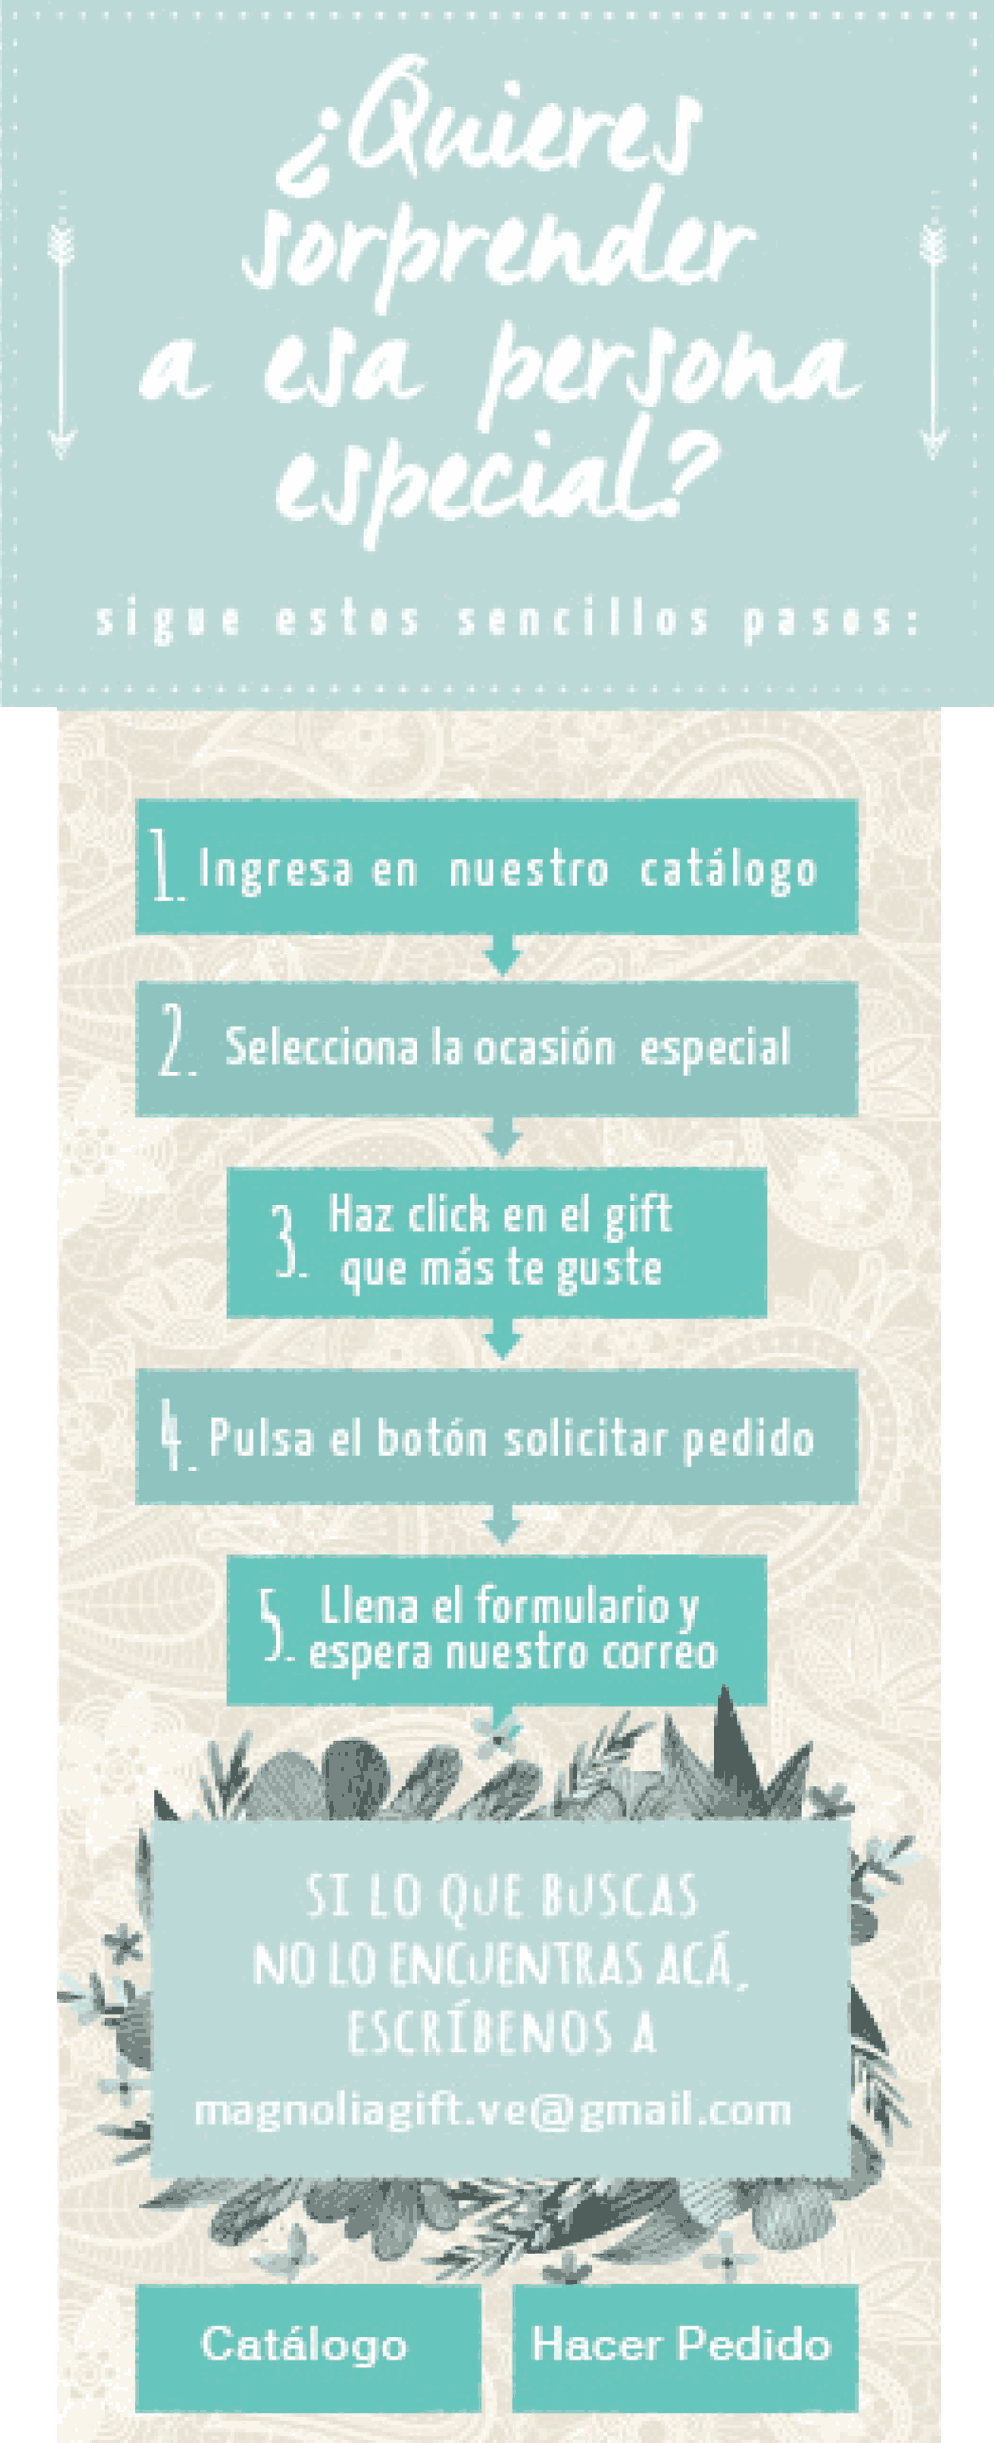 ¿Quieres
sorprender
a esa persona
especial?
sigue estos sencillos pasos:
1. Ingresa en nuestro catálogo
2. Selecciona la ocasión especial
3. Haz click en el gift
que más te guste
4. Pulsa el botón solicitar pedido
5. Llena el formulario y
espera nuestro correo
SI LO QUE BUSCAS
NO LO ENCUENTRAS ACÁ,
ESCRÍBENOS A
magnoliagift.ve@gmail.com
Catálogo
Hacer Pedido